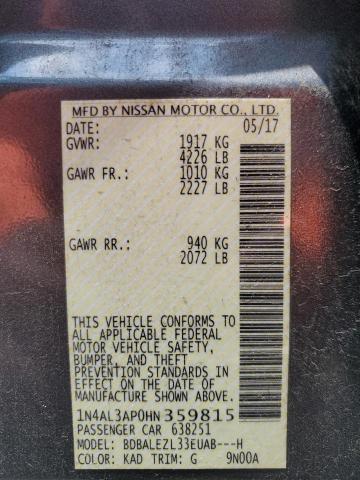 MFD BY NISSAN MOTOR CO., LTD.
DATE: 05/17
GVWR: 1917 KG
4226 LB
GAWR FR.: 1010 KG
2227 LB
GAWR RR.: 940 KG
2072 LB
THIS VEHICLE CONFORMS TO
ALL APPLICABLE FEDERAL
MOTOR VEHICLE SAFETY,
BUMPER, AND THEFT
PREVENTION STANDARDS IN
EFFECT ON THE DATE OF
MANUFACTURE SHOWN ABOVE.
1N4AL3AP0HN 359815
PASSENGER CAR 638251
MODEL: BDBALEZL33EUAB---H
COLOR: KAD TRIM: G 9N00A